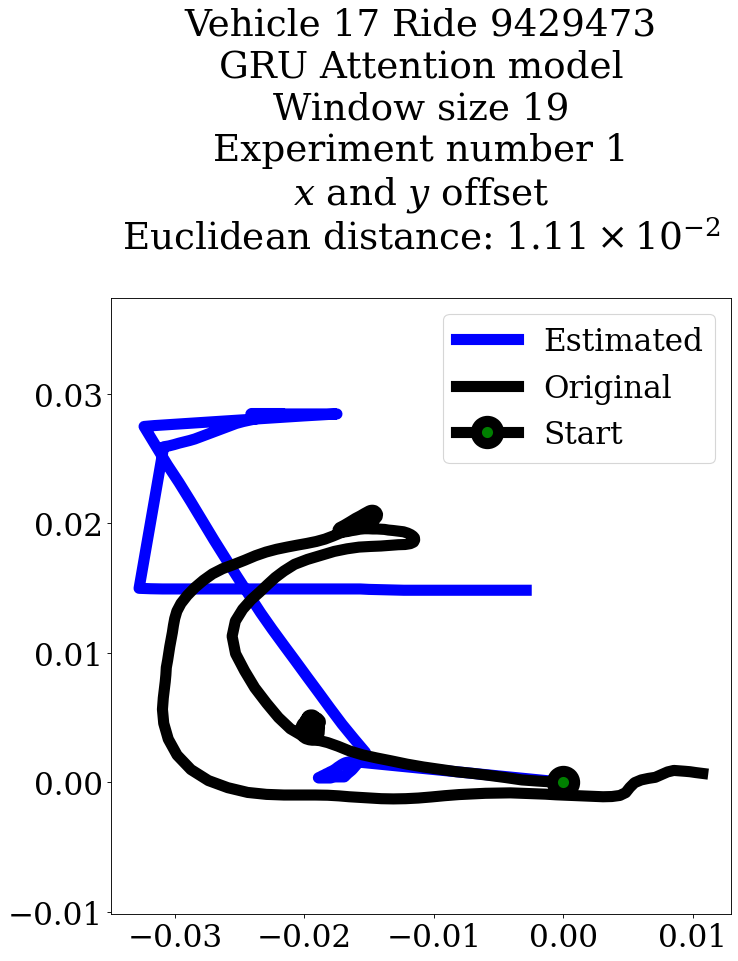 Vehicle 17 Ride 9429473
GRU Attention model
Window size 19
Experiment number 1
x and y offset
Euclidean distance: 1.11 × 10⁻²
Estimated
Original
Start
0.03
0.02
0.01
0.00
−0.01
−0.03 −0.02 −0.01 0.00 0.01